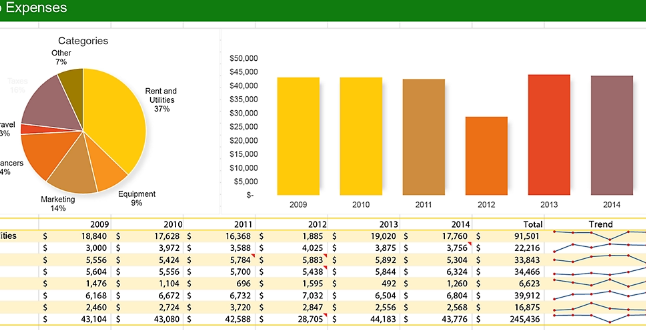 Expenses
Categories
Other
7%
Rent and
Utilities
37%
Equipment
9%
Marketing
14%
ancers
4%
ravel
3%
$50,000
$45,000
$40,000
$35,000
$30,000
$25,000
$20,000
$15,000
$10,000
$5,000
$-
2009 2010 2011 2012 2013 2014
2009 2010 2011 2012 2013 2014 Total Trend
ities $ 18,840 $ 17,628 $ 16,368 $ 1,885 $ 19,020 $ 17,760 $ 91,501
$ 3,000 $ 3,972 $ 3,588 $ 4,025 $ 3,875 $ 3,756 $ 22,216
$ 5,556 $ 5,424 $ 5,784 $ 5,883 $ 5,892 $ 5,304 $ 33,843
$ 5,604 $ 5,556 $ 5,700 $ 5,438 $ 5,844 $ 6,324 $ 34,466
$ 1,476 $ 1,104 $ 696 $ 1,595 $ 492 $ 1,260 $ 6,623
$ 6,168 $ 6,672 $ 6,732 $ 7,032 $ 6,504 $ 6,804 $ 39,912
$ 2,460 $ 2,724 $ 3,720 $ 2,847 $ 2,556 $ 2,568 $ 16,875
$ 43,104 $ 43,080 $ 42,588 $ 28,705 $ 44,183 $ 43,776 $ 245,436